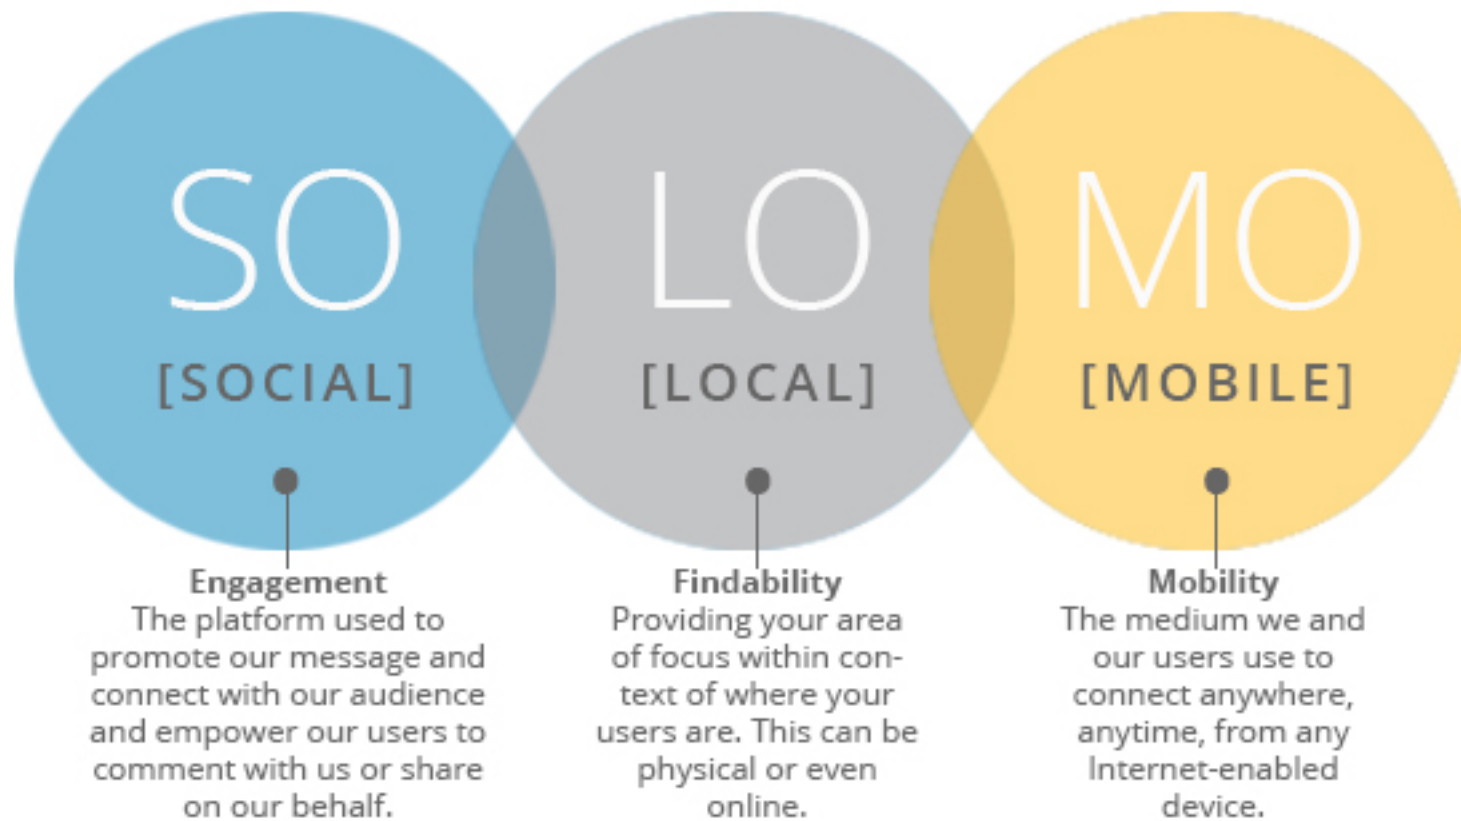 SO
[SOCIAL]
Engagement
The platform used to
promote our message and
connect with our audience
and empower our users to
comment with us or share
on our behalf.
LO
[LOCAL]
Findability
Providing your area
of focus within con-
text of where your
users are. This can be
physical or even
online.
MO
[MOBILE]
Mobility
The medium we and
our users use to
connect anywhere,
anytime, from any
Internet-enabled
device.